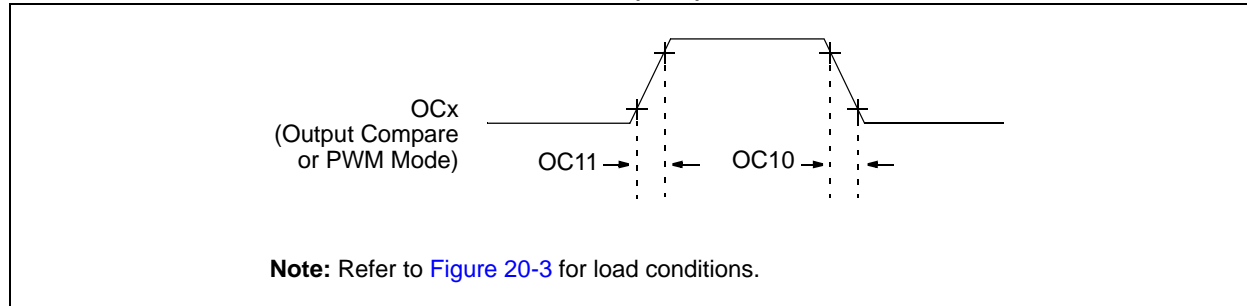 OCx
(Output Compare
or PWM Mode)
OC11
OC10
Note: Refer to Figure 20-3 for load conditions.